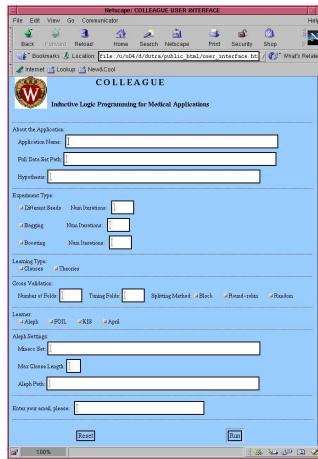 Netscape: COLLEAGUE USER INTERFACE
File Edit View Go Communicator Help
Back Forward Reload Home Search Netscape Print Security Shop
Bookmarks Location: file:/u/s04/d/dutra/public_html/user_interface.ht What's Relate
Internet Lookup New&Cool
COLLEAGUE
Inductive Logic Programming for Medical Applications
About the Application:
Application Name:
Full Data Set Path:
Hypothesis:
Experiment Type:
Different Seeds Num Iterations:
Bagging Num Iterations:
Boosting Num Iterations:
Learning Type:
Clauses Theories
Cross Validation:
Number of Folds: Tuning Folds: Splitting Method: Block Round-robin Random
Learner:
Aleph FOIL KIS April
Aleph Settings:
Minacc Set:
Max Clause Length:
Aleph Path:
Enter your email, please:
Reset Run
100%